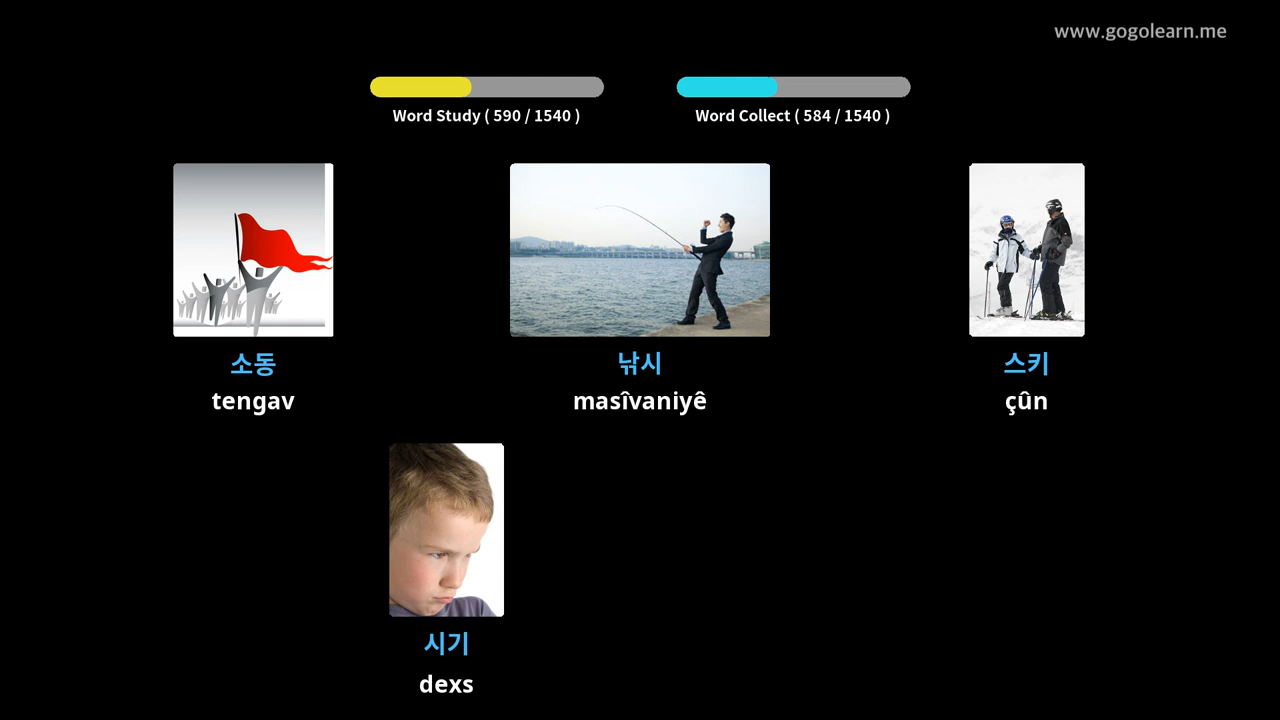 www.gogolearn.me
Word Study ( 590 / 1540 )
Word Collect ( 584 / 1540 )
소동
tengav
낚시
masîvaniyê
스키
çûn
시기
dexs